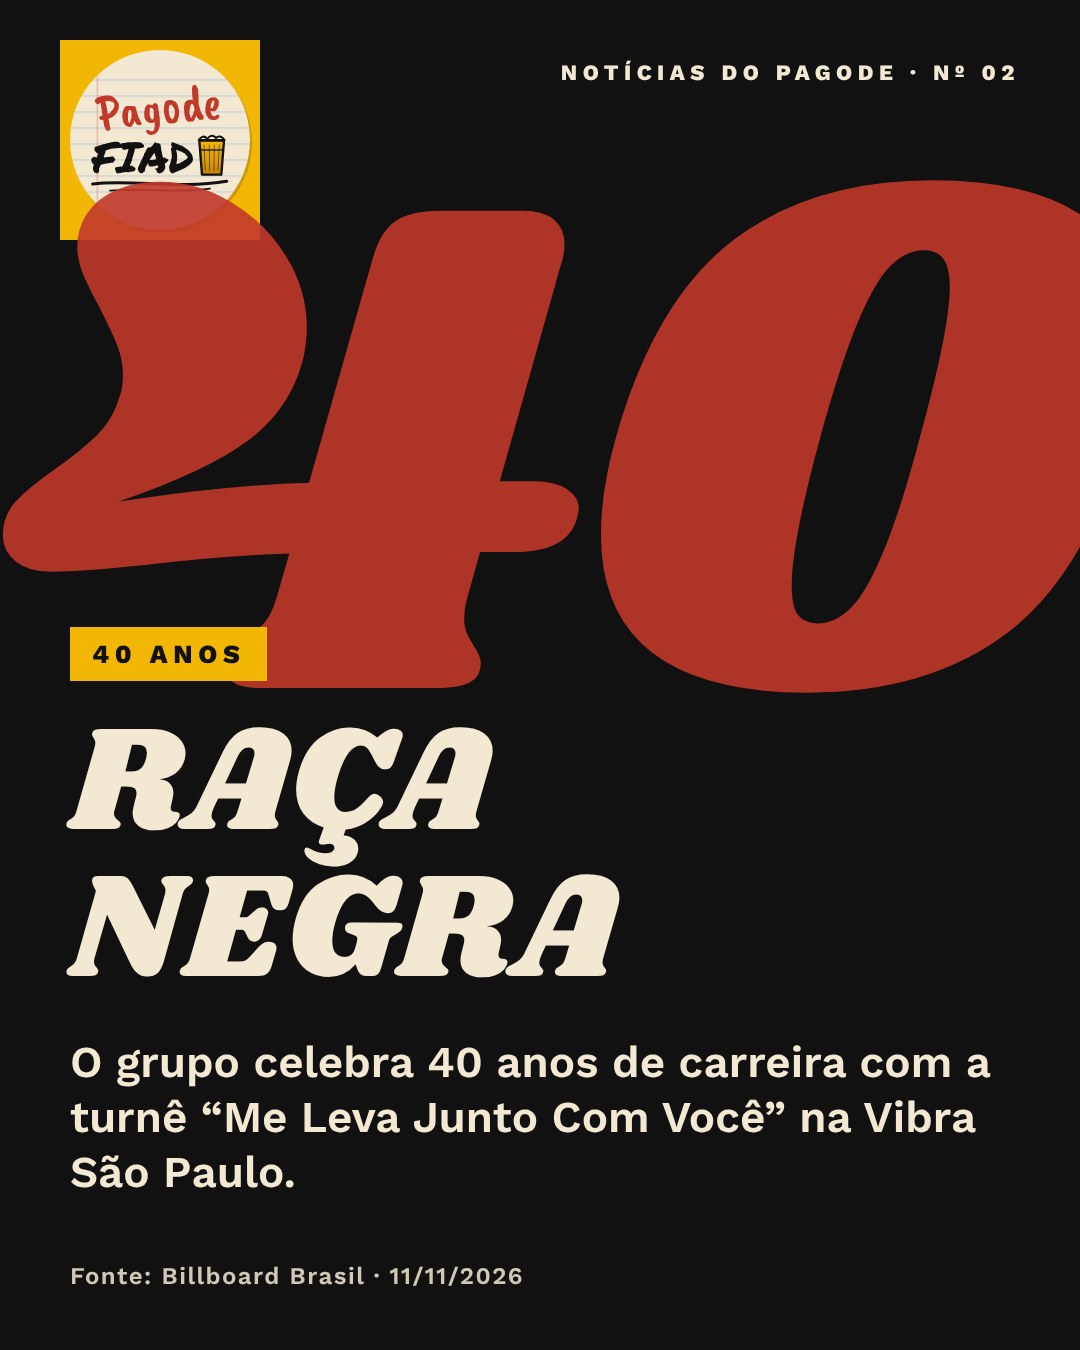 Pagode
FIADO
NOTÍCIAS DO PAGODE · Nº 02
40
40 ANOS
RAÇA
NEGRA
O grupo celebra 40 anos de carreira com a
turnê “Me Leva Junto Com Você” na Vibra
São Paulo.
Fonte: Billboard Brasil · 11/11/2026